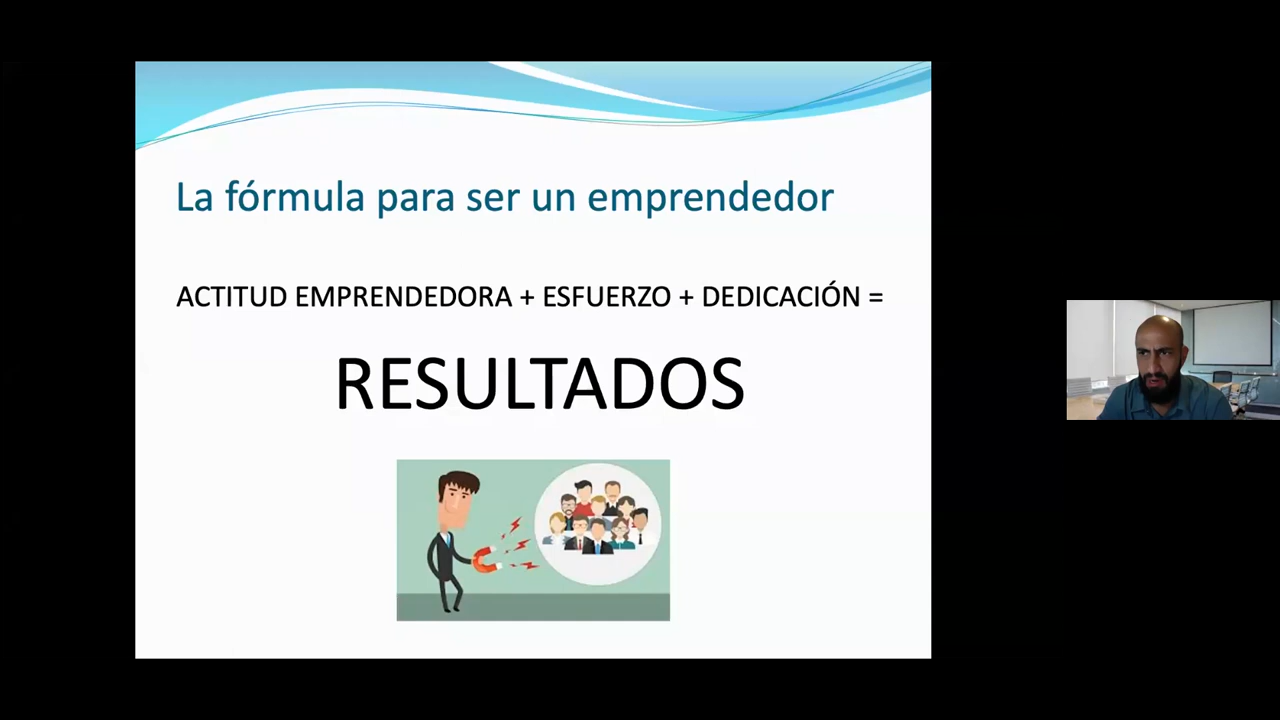 La fórmula para ser un emprendedor
ACTITUD EMPRENDEDORA + ESFUERZO + DEDICACIÓN =
RESULTADOS